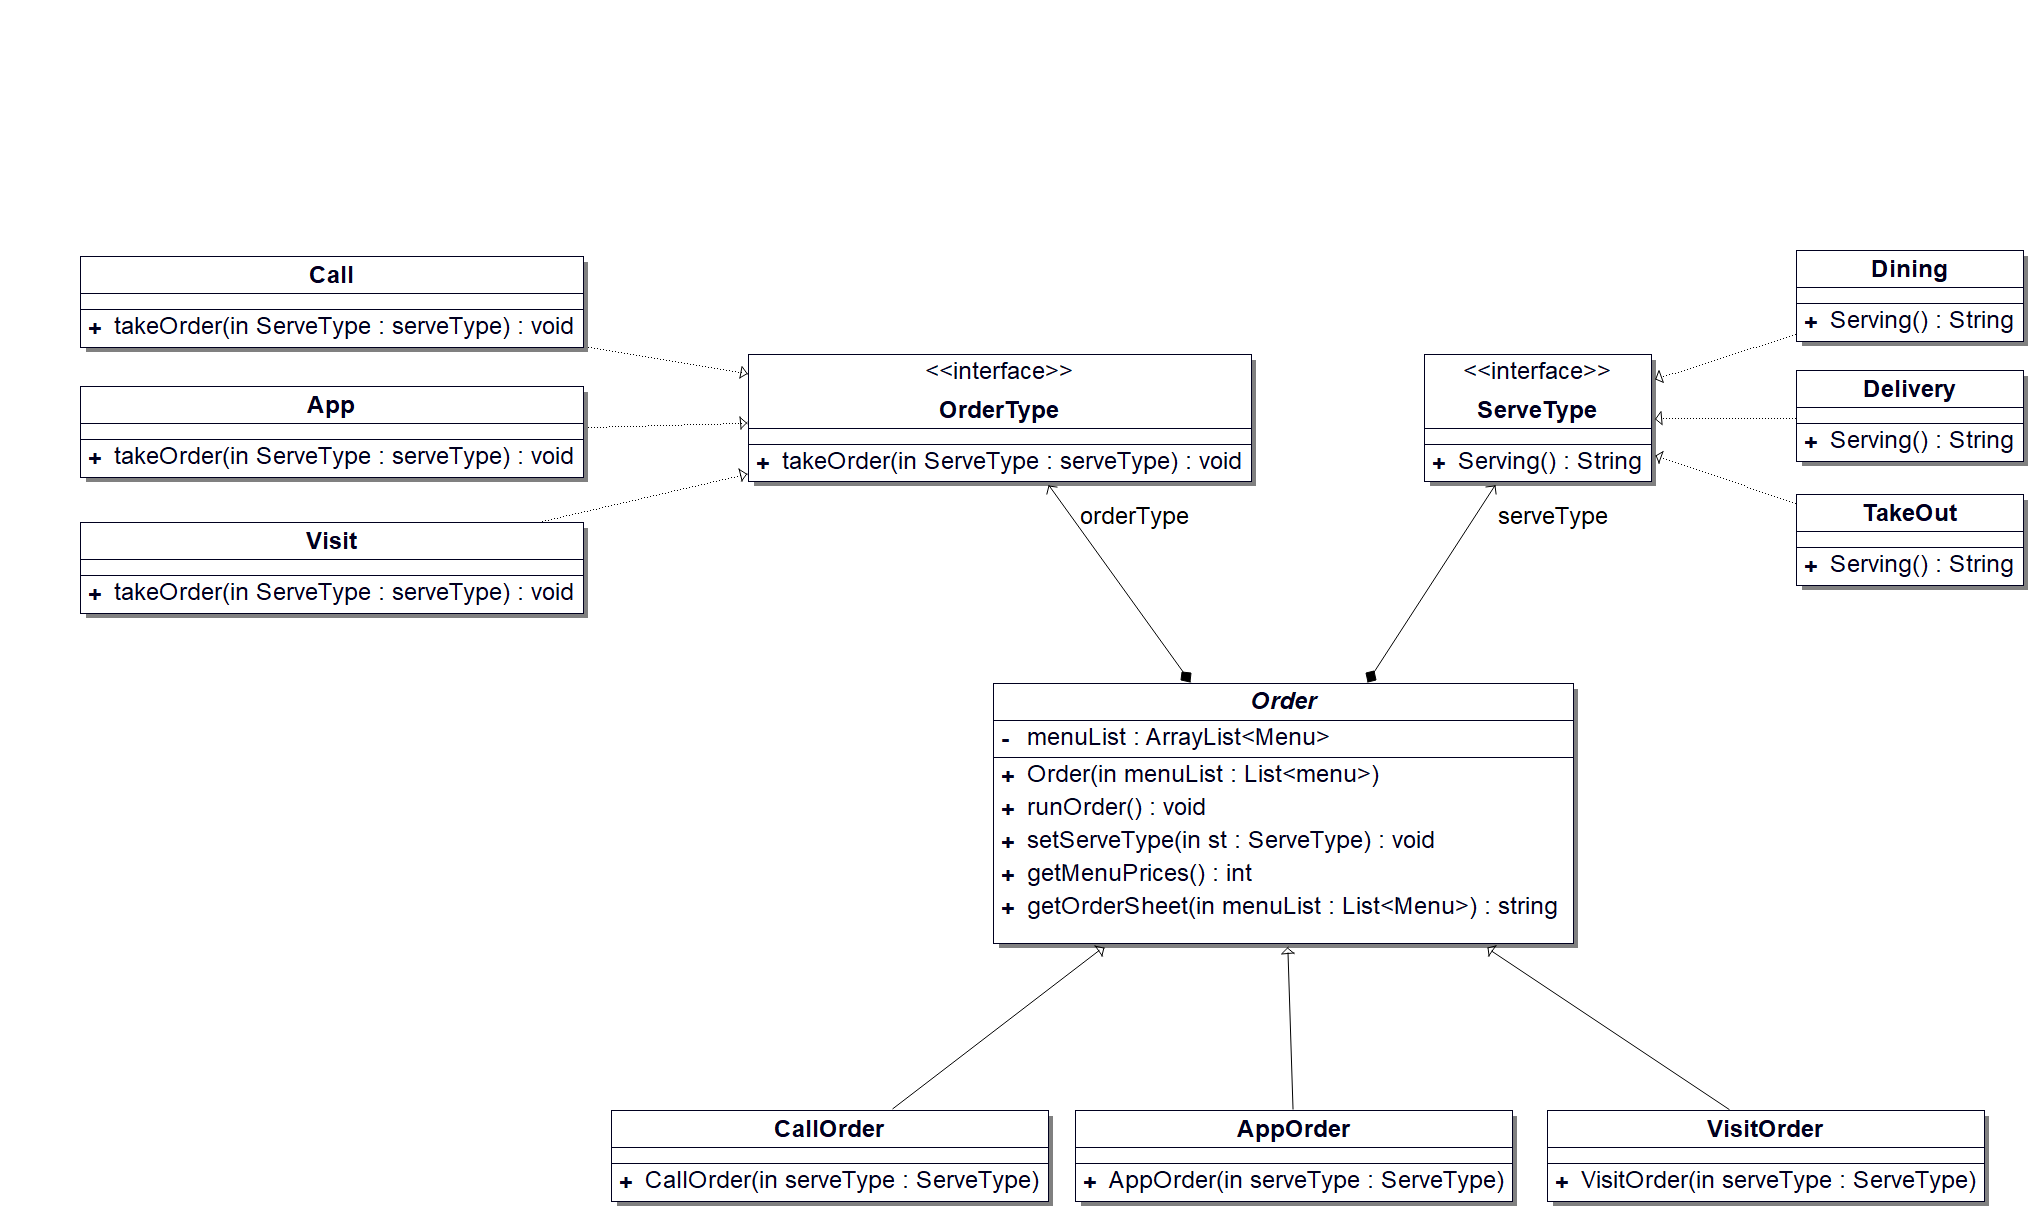 Call
+ takeOrder(in ServeType : serveType) : void
App
+ takeOrder(in ServeType : serveType) : void
Visit
+ takeOrder(in ServeType : serveType) : void
<<interface>>
OrderType
+ takeOrder(in ServeType : serveType) : void
orderType
<<interface>>
ServeType
+ Serving() : String
serveType
Dining
+ Serving() : String
Delivery
+ Serving() : String
TakeOut
+ Serving() : String
Order
- menuList : ArrayList<Menu>
+ Order(in menuList : List<menu>)
+ runOrder() : void
+ setServeType(in st : ServeType) : void
+ getMenuPrices() : int
+ getOrderSheet(in menuList : List<Menu>) : string
CallOrder
+ CallOrder(in serveType : ServeType)
AppOrder
+ AppOrder(in serveType : ServeType)
VisitOrder
+ VisitOrder(in serveType : ServeType)